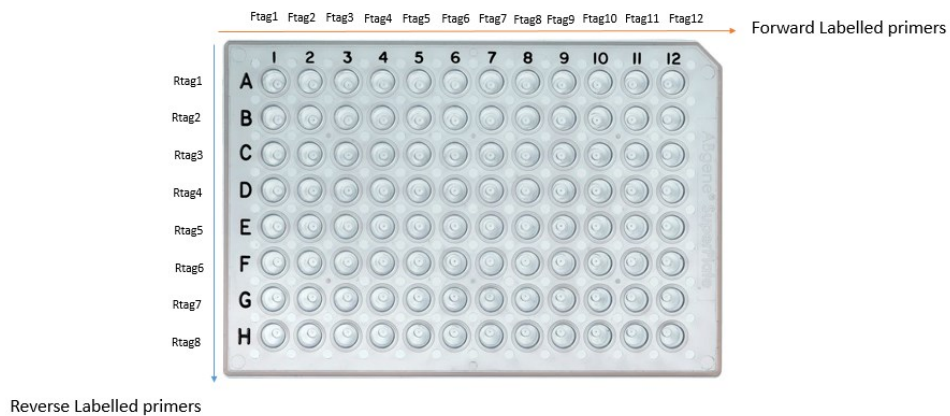 Ftag1 Ftag2 Ftag3 Ftag4 Ftag5 Ftag6 Ftag7 Ftag8 Ftag9 Ftag10 Ftag11 Ftag12
Forward Labelled primers
1 2 3 4 5 6 7 8 9 10 11 12
Rtag1 A
Rtag2 B
Rtag3 C
Rtag4 D
Rtag5 E
Rtag6 F
Rtag7 G
Rtag8 H
Reverse Labelled primers